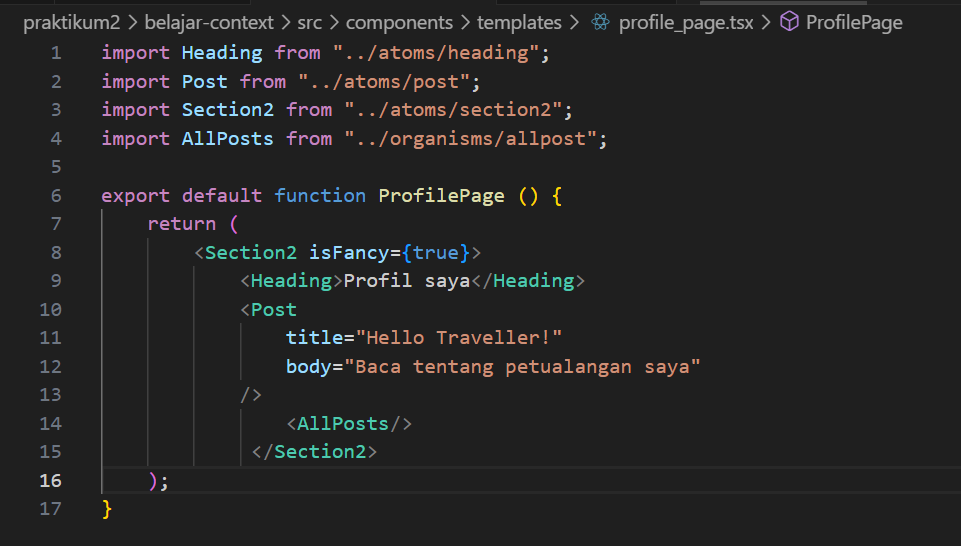 praktikum2 > belajar-context > src > components > templates > profile_page.tsx > ProfilePage
1 import Heading from "../atoms/heading";
2 import Post from "../atoms/post";
3 import Section2 from "../atoms/section2";
4 import AllPosts from "../organisms/allpost";
5
6 export default function ProfilePage () {
7     return (
8         <Section2 isFancy={true}>
9             <Heading>Profil saya</Heading>
10             <Post
11                 title="Hello Traveller!"
12                 body="Baca tentang petualangan saya"
13             />
14                 <AllPosts/>
15              </Section2>
16     );
17 }